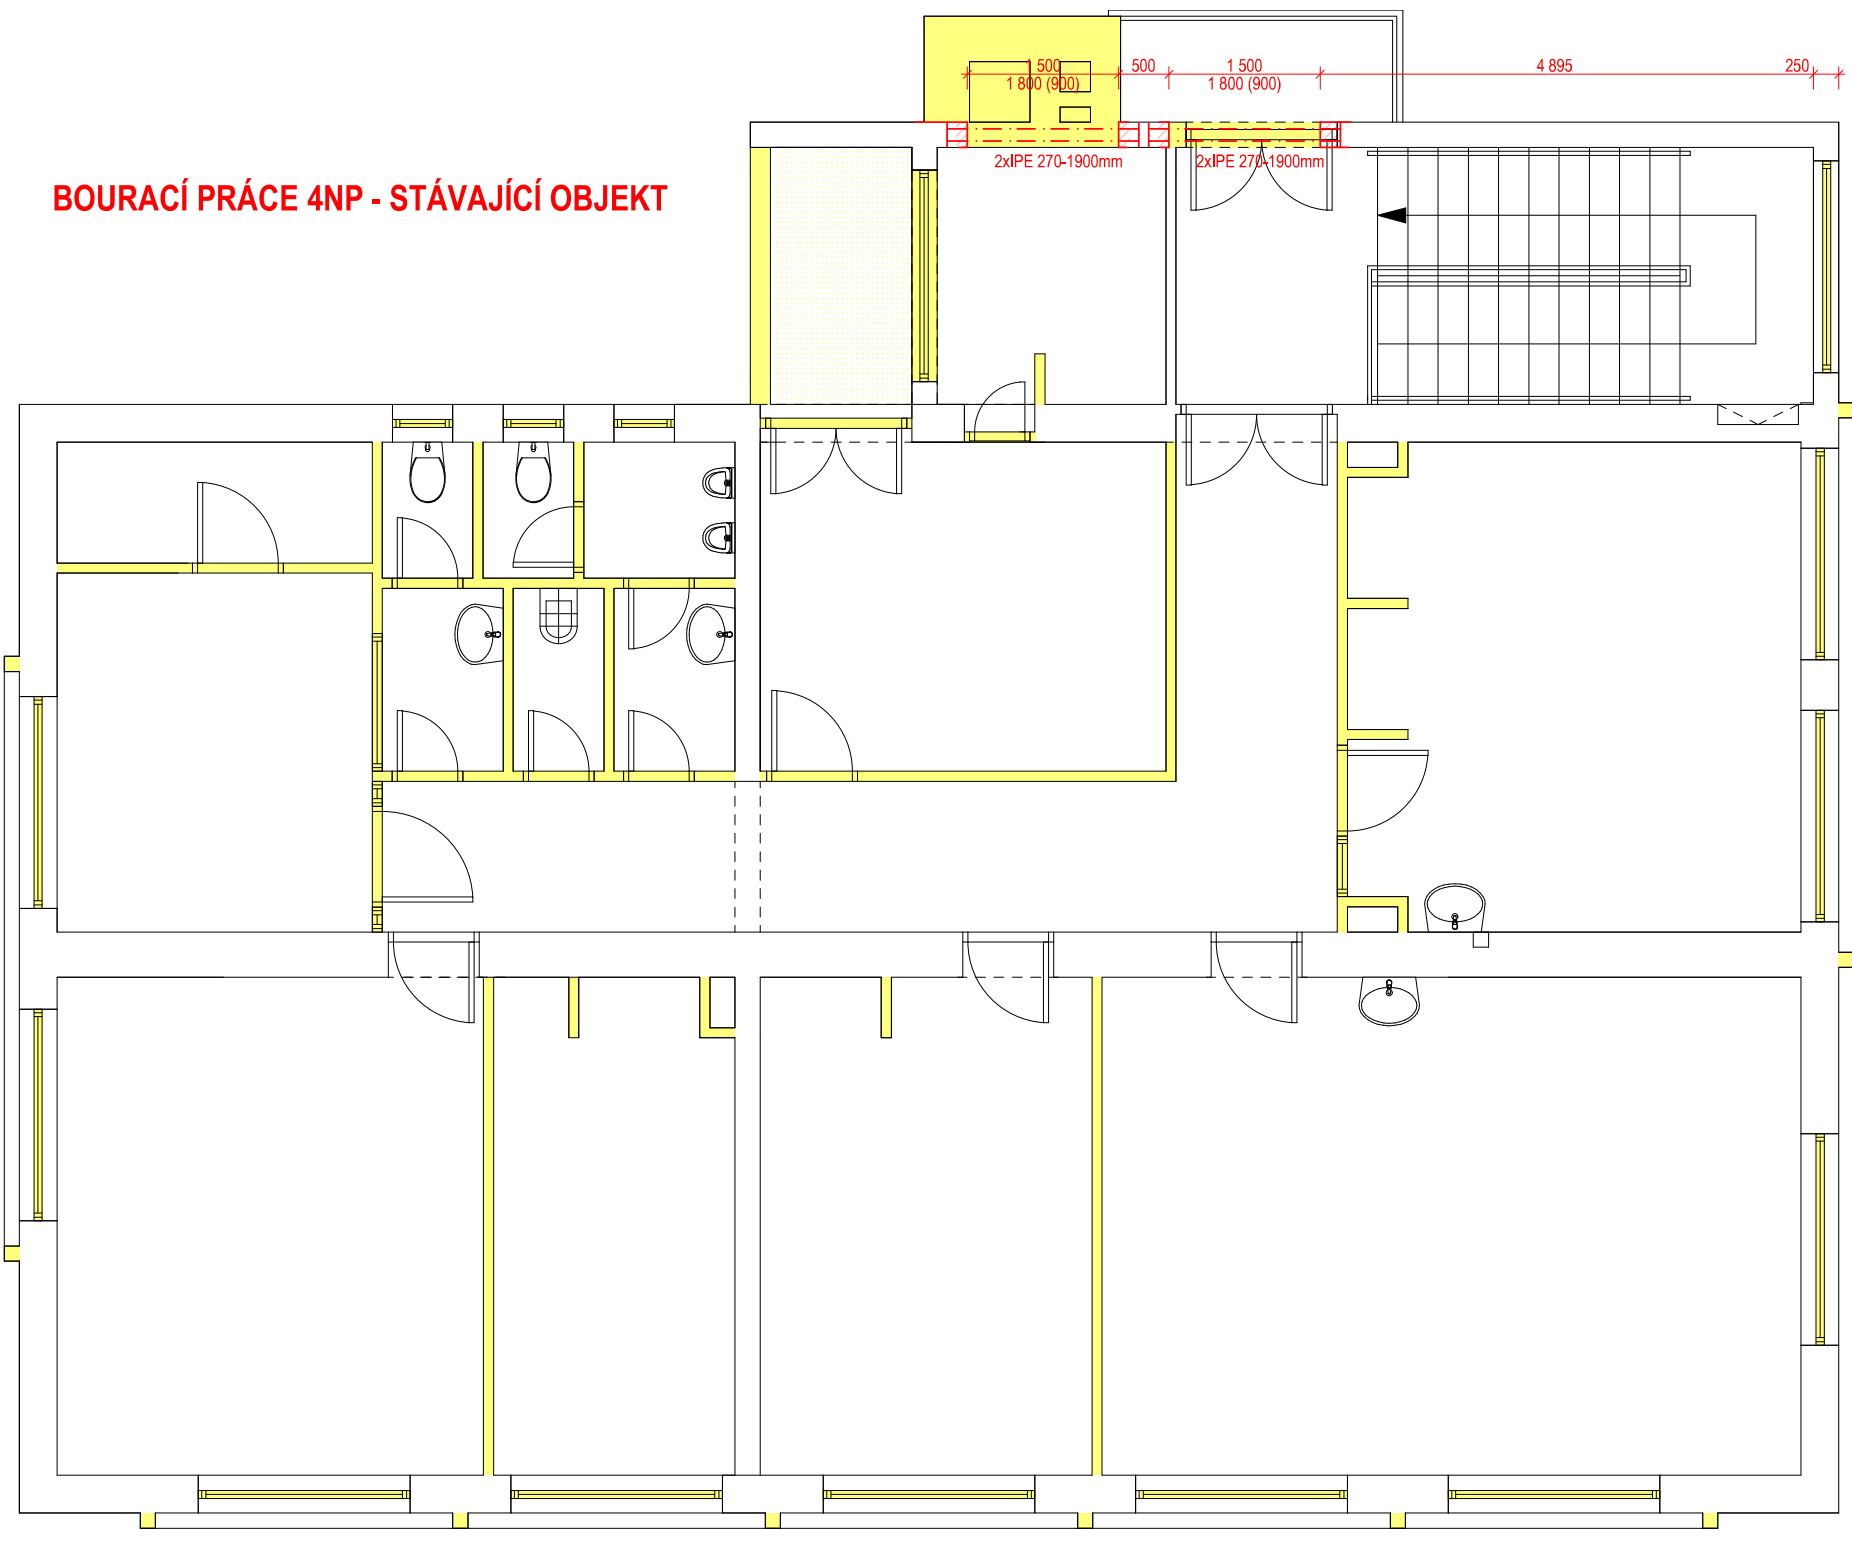 1 500 500 1 500 4 895 250
1 800 (900) 1 800 (900)
2xIPE 270-1900mm 2xIPE 270-1900mm
BOURACÍ PRÁCE 4NP - STÁVAJÍCÍ OBJEKT